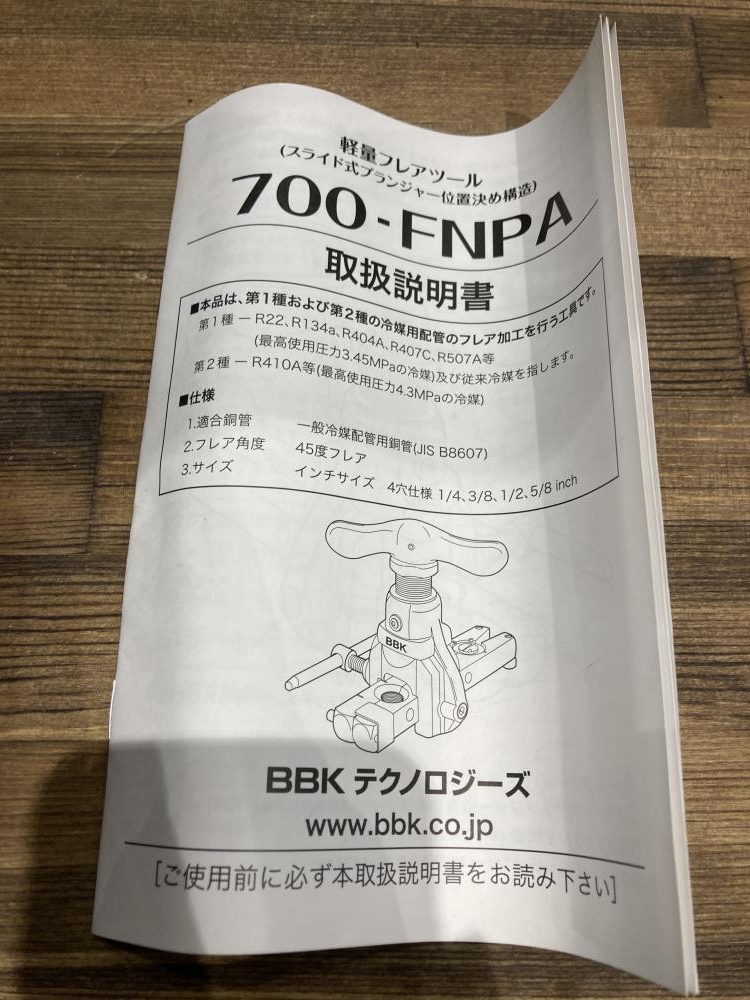 軽量フレアツール
(スライド式プランジャー位置決め構造)
700-FNPA
取扱説明書
■本品は、第1種および第2種の冷媒用配管のフレア加工を行う工具です。
第1種 ー R22、R134a、R404A、R407C、R507A等
(最高使用圧力3.45MPaの冷媒)及び従来冷媒を指します。
第2種 ー R410A等(最高使用圧力4.3MPaの冷媒)
■仕様
1.適合銅管 一般冷媒配管用銅管(JIS B8607)
2.フレア角度 45度フレア
3.サイズ インチサイズ 4穴仕様 1/4、3/8、1/2、5/8 inch
BBK
BBK テクノロジーズ
www.bbk.co.jp
[ご使用前に必ず本取扱説明書をお読み下さい]